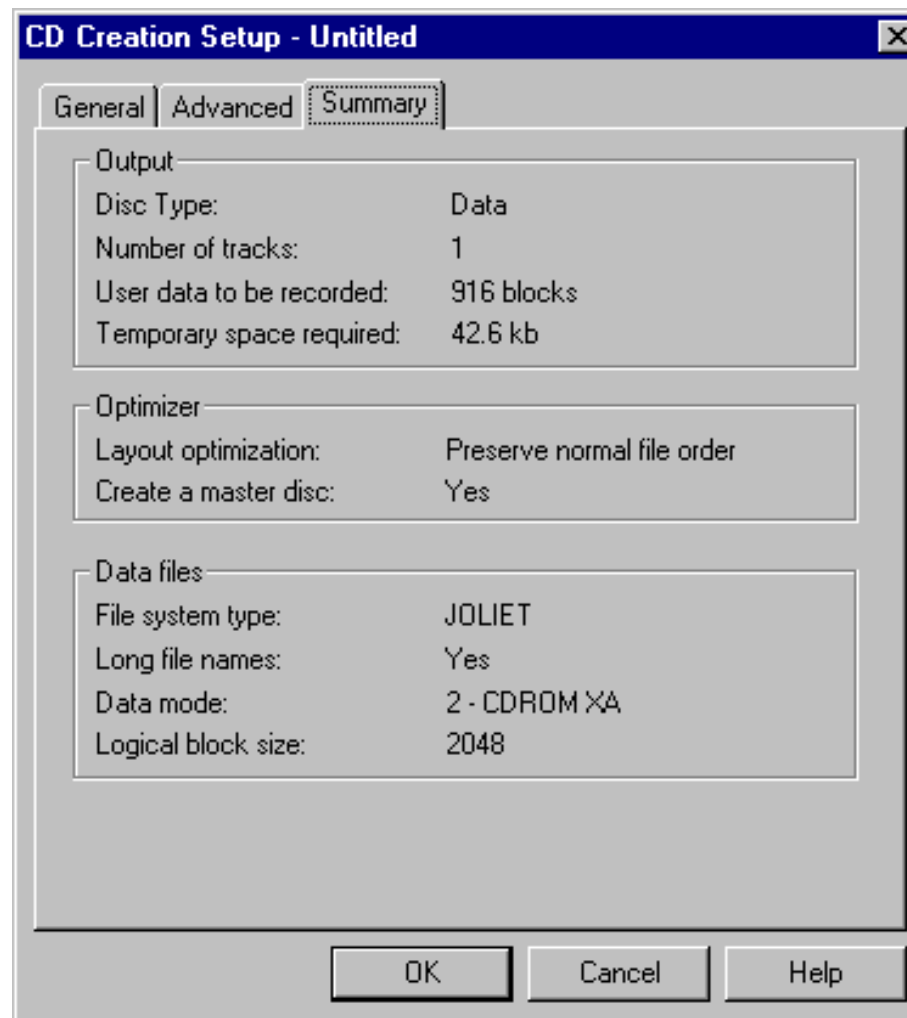 CD Creation Setup - Untitled
General Advanced Summary
Output
Disc Type: Data
Number of tracks: 1
User data to be recorded: 916 blocks
Temporary space required: 42.6 kb
Optimizer
Layout optimization: Preserve normal file order
Create a master disc: Yes
Data files
File system type: JOLIET
Long file names: Yes
Data mode: 2 - CDROM XA
Logical block size: 2048
OK Cancel Help